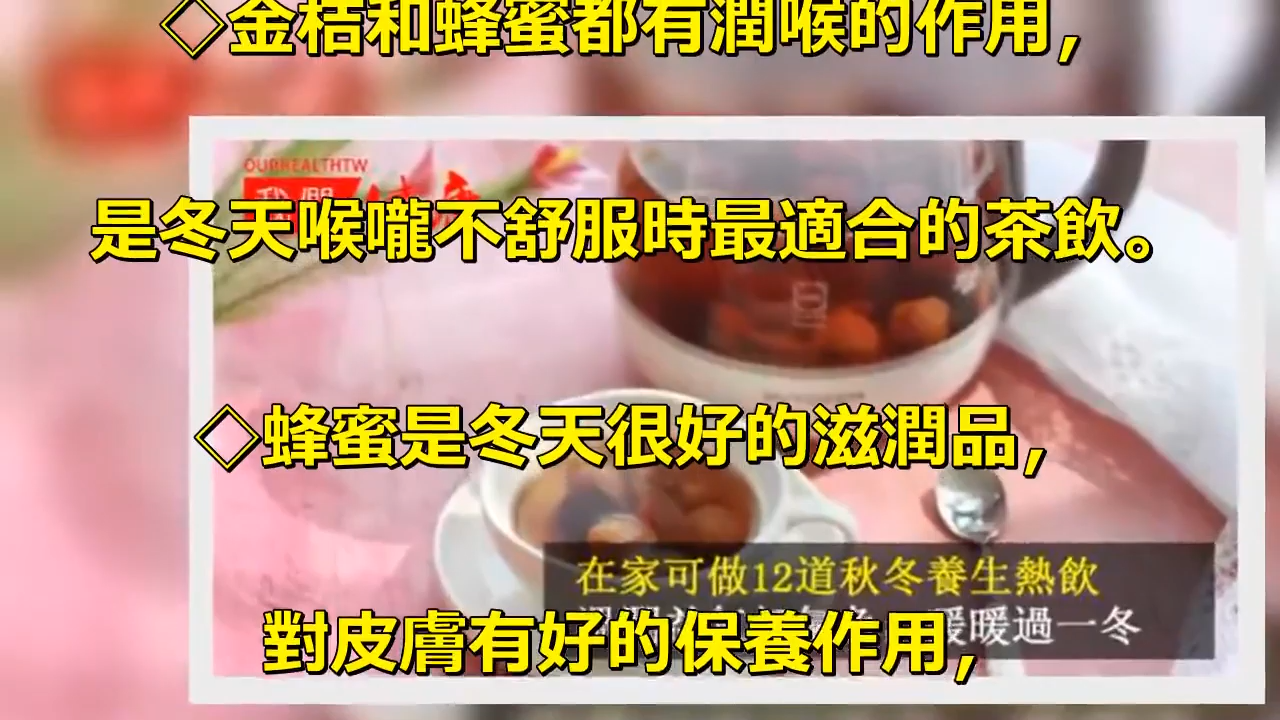 ◇金桔和蜂蜜都有潤喉的作用，
OURHEALTHTW
是冬天喉嚨不舒服時最適合的茶飲。
◇蜂蜜是冬天很好的滋潤品，
在家可做12道秋冬養生熱飲
暖暖過一冬
對皮膚有好的保養作用，